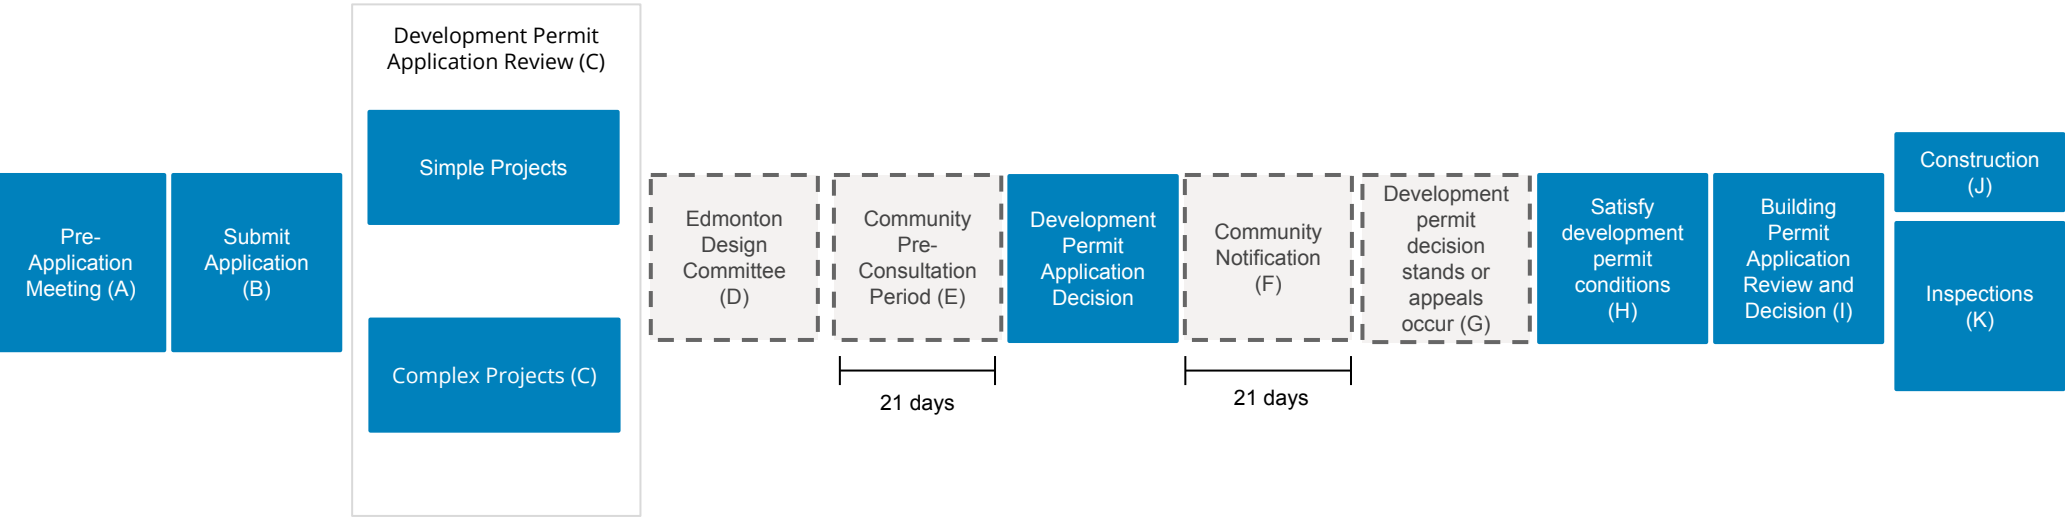 Pre-
Application
Meeting (A)
Submit
Application
(B)
Development Permit
Application Review (C)
Simple Projects
Complex Projects (C)
Edmonton
Design
Committee
(D)
Community
Pre-
Consultation
Period (E)
21 days
Development
Permit
Application
Decision
Community
Notification
(F)
21 days
Development
permit
decision
stands or
appeals
occur (G)
Satisfy
development
permit
conditions
(H)
Building
Permit
Application
Review and
Decision (I)
Construction
(J)
Inspections
(K)